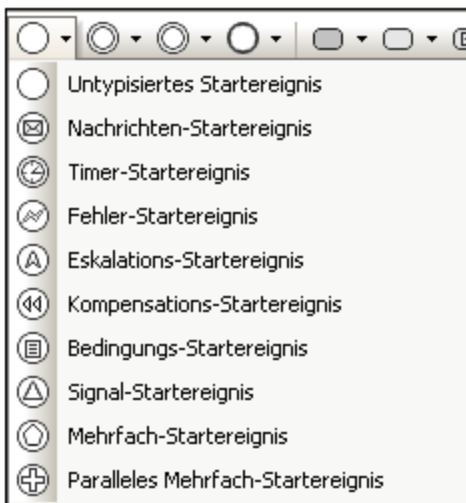 Untypisiertes Startereignis
Nachrichten-Startereignis
Timer-Startereignis
Fehler-Startereignis
Eskalations-Startereignis
Kompensations-Startereignis
Bedingungs-Startereignis
Signal-Startereignis
Mehrfach-Startereignis
Paralleles Mehrfach-Startereignis